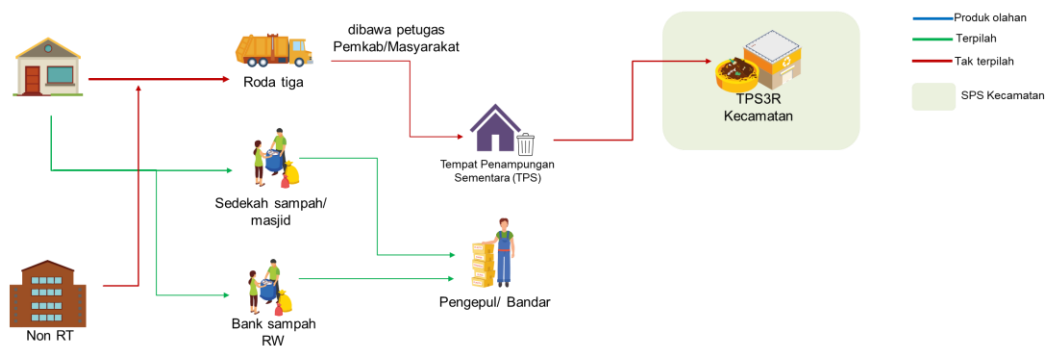 dibawa petugas
Pemkab/Masyarakat
Roda tiga
Sedekah sampah/
masjid
Non RT
Bank sampah
RW
Tempat Penampungan
Sementara (TPS)
Pengepul/ Bandar
TPS3R
Kecamatan
Produk olahan
Terpilah
Tak terpilah
SPS Kecamatan